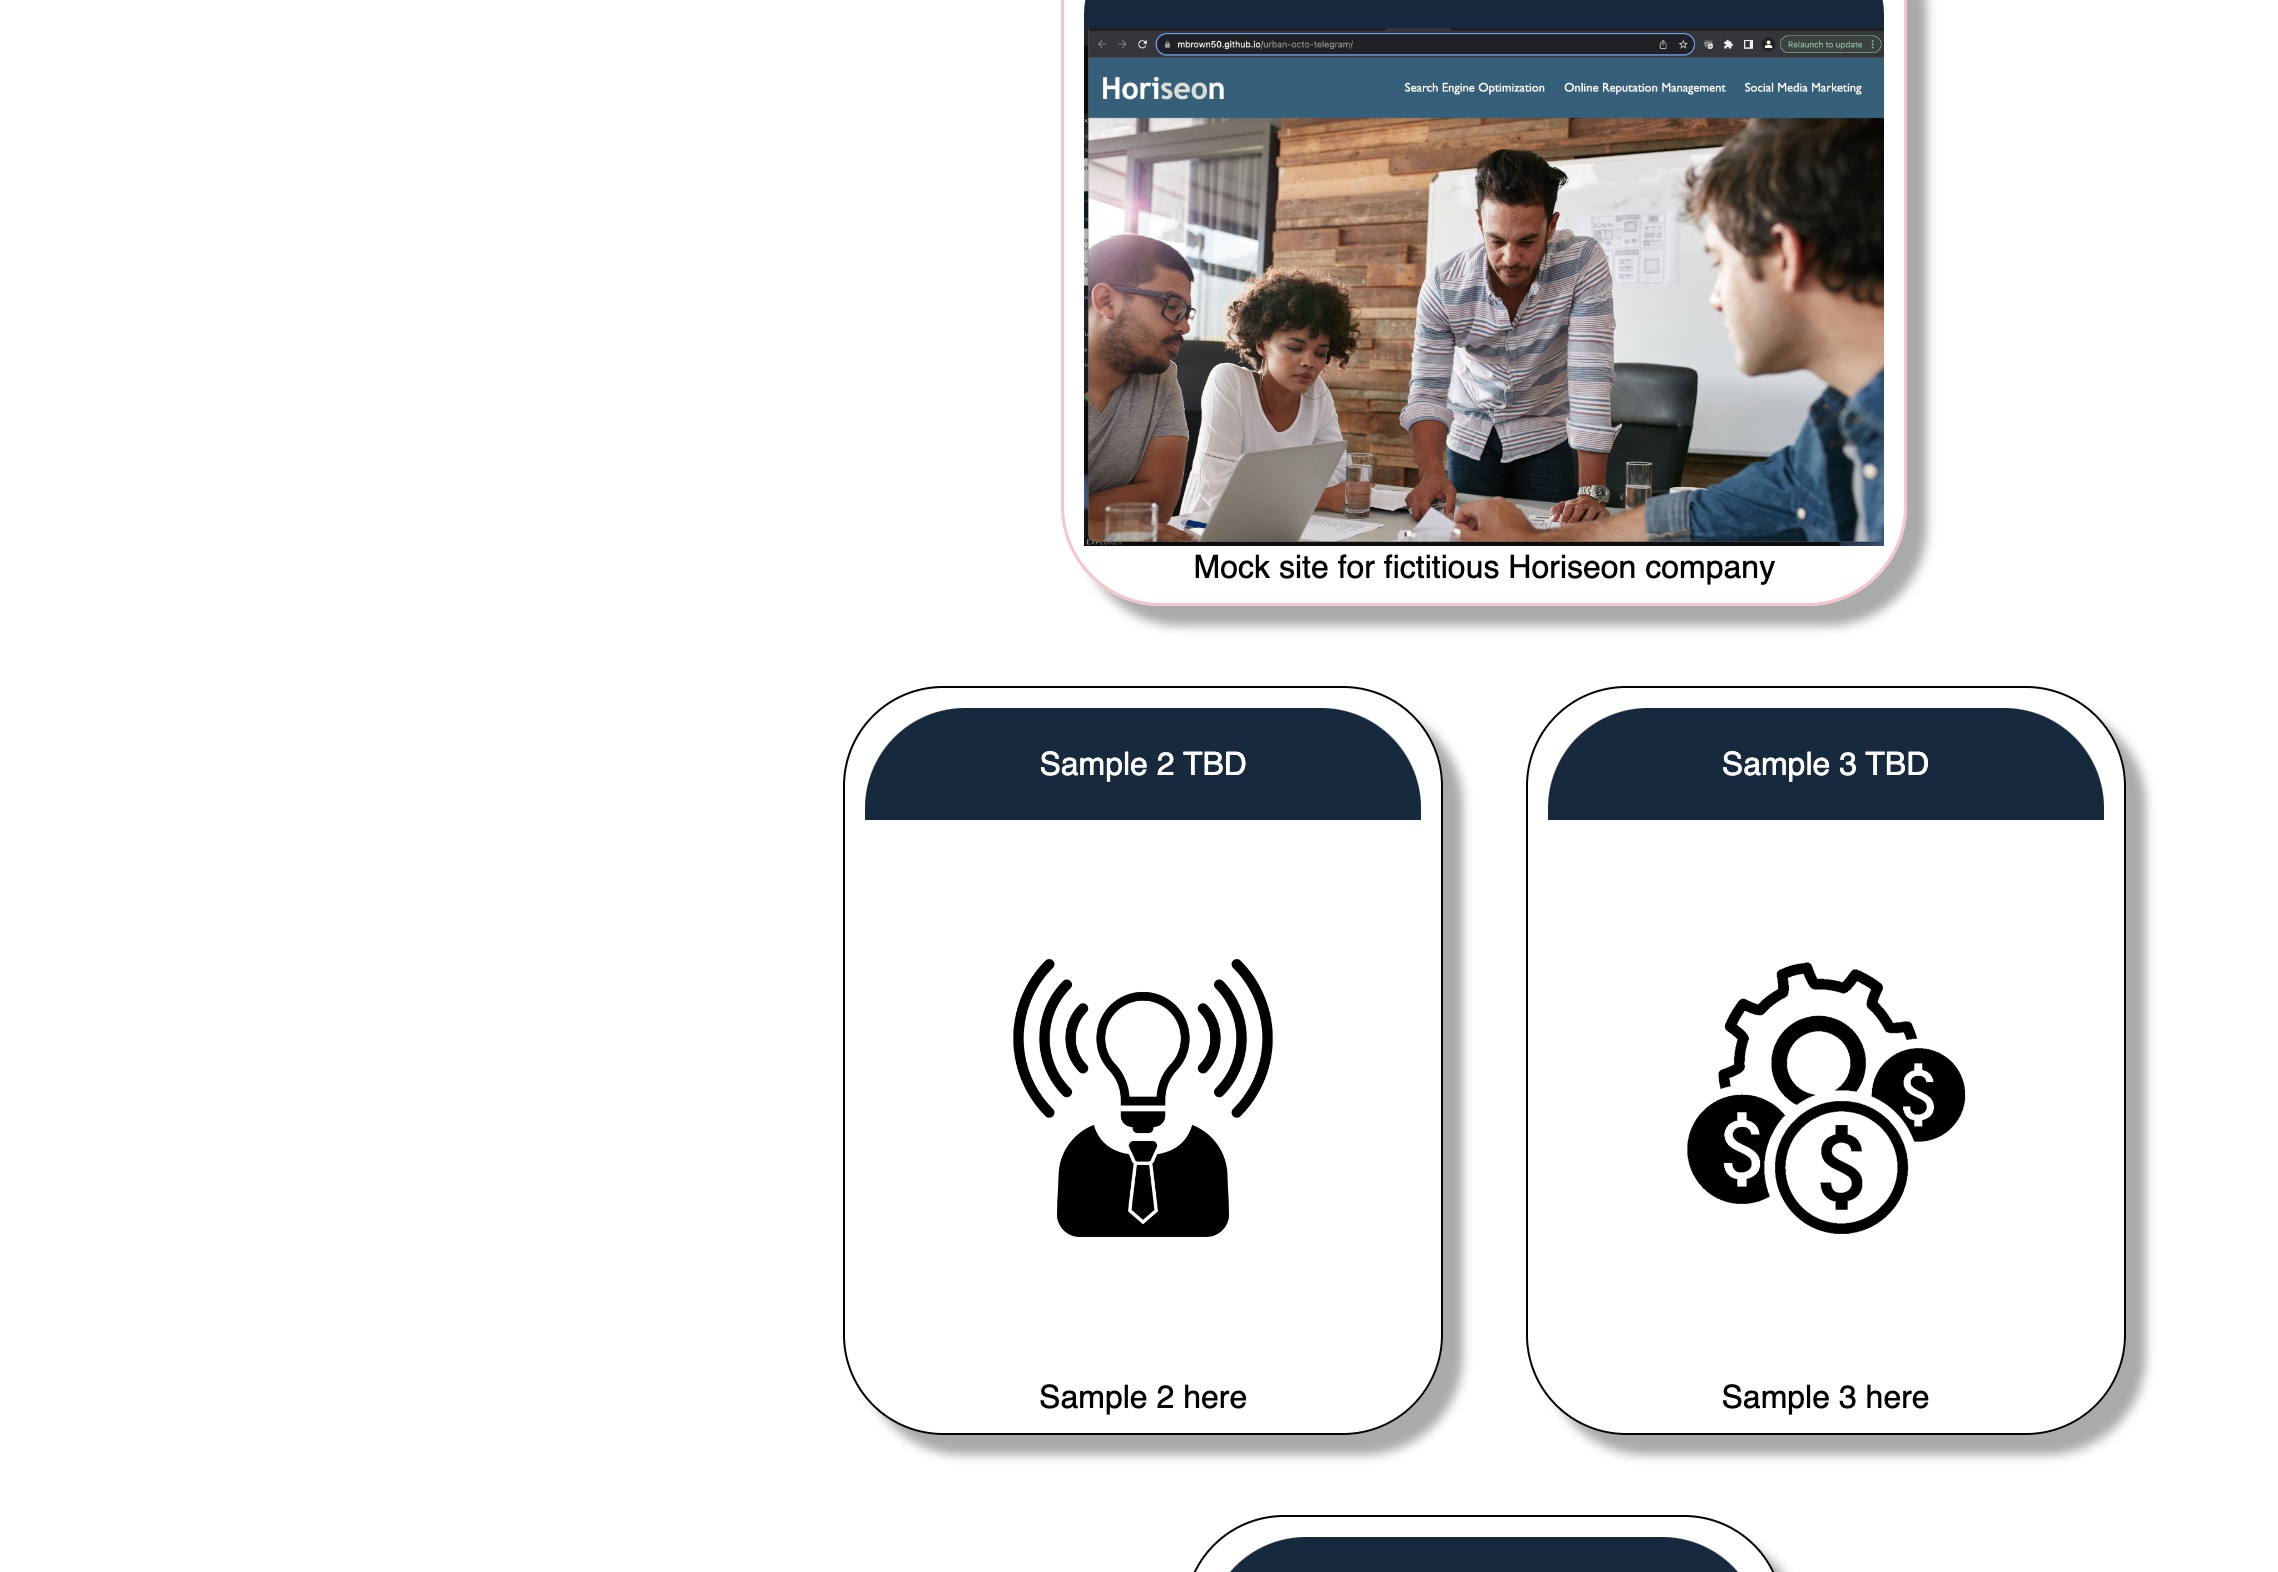 mbrown50.github.io/urban-octo-telegram/
Relaunch to update
Horiseon
Search Engine Optimization Online Reputation Management Social Media Marketing
EXPLORER
Mock site for fictitious Horiseon company
Sample 2 TBD
Sample 3 TBD
$
$
$
Sample 2 here
Sample 3 here